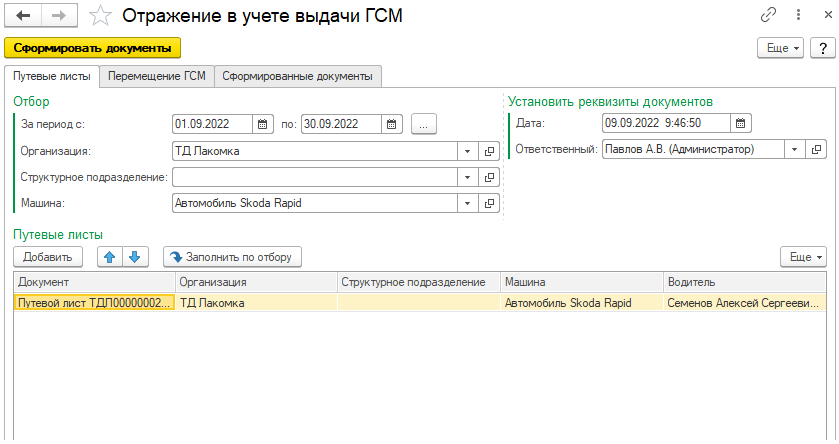 Отражение в учете выдачи ГСМ
Сформировать документы Еще ?
Путевые листы Перемещение ГСМ Сформированные документы
Отбор Установить реквизиты документов
За период с: 01.09.2022 по: 30.09.2022 ... Дата: 09.09.2022 9:46:50
Организация: ТД Лакомка Ответственный: Павлов А.В. (Администратор)
Структурное подразделение:
Машина: Автомобиль Skoda Rapid
Путевые листы
Добавить Заполнить по отбору Еще
Документ Организация Структурное подразделение Машина Водитель
Путевой лист ТДЛ00000002... ТД Лакомка Автомобиль Skoda Rapid Семенов Алексей Сергееви...